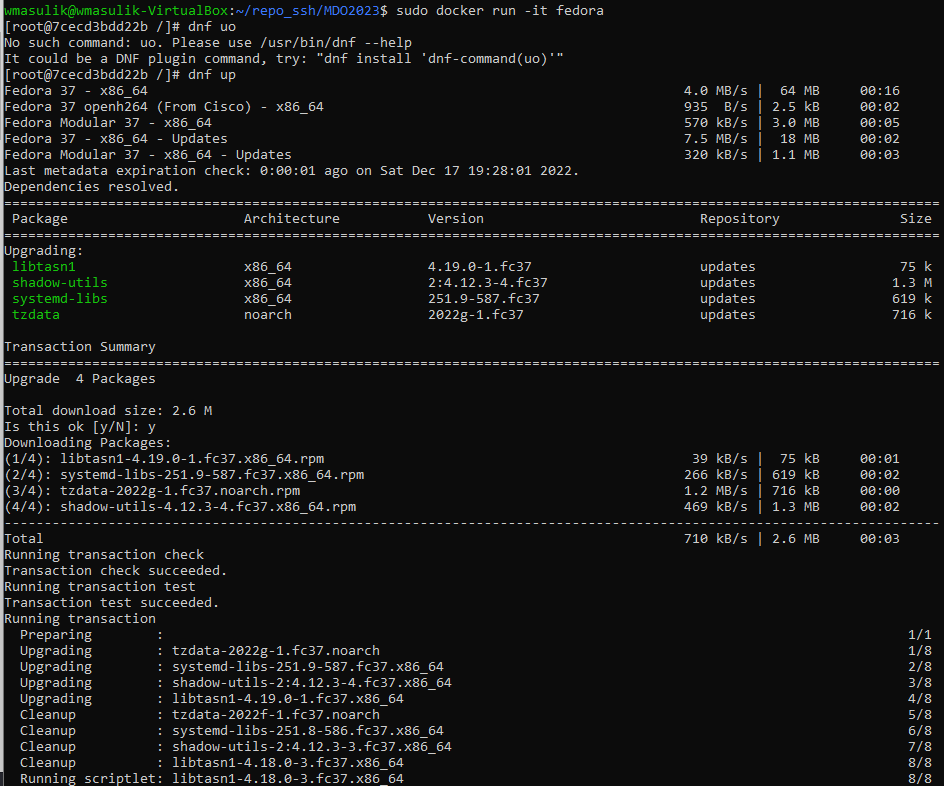 wmasulik@wmasulik-VirtualBox:~/repo_ssh/MDO2023$ sudo docker run -it fedora
[root@7cecd3bdd22b /]# dnf uo
No such command: uo. Please use /usr/bin/dnf --help
It could be a DNF plugin command, try: "dnf install 'dnf-command(uo)'"
[root@7cecd3bdd22b /]# dnf up
Fedora 37 - x86_64 4.0 MB/s | 64 MB 00:16
Fedora 37 openh264 (From Cisco) - x86_64 935 B/s | 2.5 kB 00:02
Fedora Modular 37 - x86_64 570 kB/s | 3.0 MB 00:05
Fedora 37 - x86_64 - Updates 7.5 MB/s | 18 MB 00:02
Fedora Modular 37 - x86_64 - Updates 320 kB/s | 1.1 MB 00:03
Last metadata expiration check: 0:00:01 ago on Sat Dec 17 19:28:01 2022.
Dependencies resolved.
================================================================================
Package Architecture Version Repository Size
================================================================================
Upgrading:
libtasn1 x86_64 4.19.0-1.fc37 updates 75 k
shadow-utils x86_64 2:4.12.3-4.fc37 updates 1.3 M
systemd-libs x86_64 251.9-587.fc37 updates 619 k
tzdata noarch 2022g-1.fc37 updates 716 k
Transaction Summary
================================================================================
Upgrade 4 Packages
Total download size: 2.6 M
Is this ok [y/N]: y
Downloading Packages:
(1/4): libtasn1-4.19.0-1.fc37.x86_64.rpm 39 kB/s | 75 kB 00:01
(2/4): systemd-libs-251.9-587.fc37.x86_64.rpm 266 kB/s | 619 kB 00:02
(3/4): tzdata-2022g-1.fc37.noarch.rpm 1.2 MB/s | 716 kB 00:00
(4/4): shadow-utils-4.12.3-4.fc37.x86_64.rpm 469 kB/s | 1.3 MB 00:02
--------------------------------------------------------------------------------
Total 710 kB/s | 2.6 MB 00:03
Running transaction check
Transaction check succeeded.
Running transaction test
Transaction test succeeded.
Running transaction
Preparing : 1/1
Upgrading : tzdata-2022g-1.fc37.noarch 1/8
Upgrading : systemd-libs-251.9-587.fc37.x86_64 2/8
Upgrading : shadow-utils-2:4.12.3-4.fc37.x86_64 3/8
Upgrading : libtasn1-4.19.0-1.fc37.x86_64 4/8
Cleanup : tzdata-2022f-1.fc37.noarch 5/8
Cleanup : systemd-libs-251.8-586.fc37.x86_64 6/8
Cleanup : shadow-utils-2:4.12.3-3.fc37.x86_64 7/8
Cleanup : libtasn1-4.18.0-3.fc37.x86_64 8/8
Running scriptlet: libtasn1-4.18.0-3.fc37.x86_64 8/8